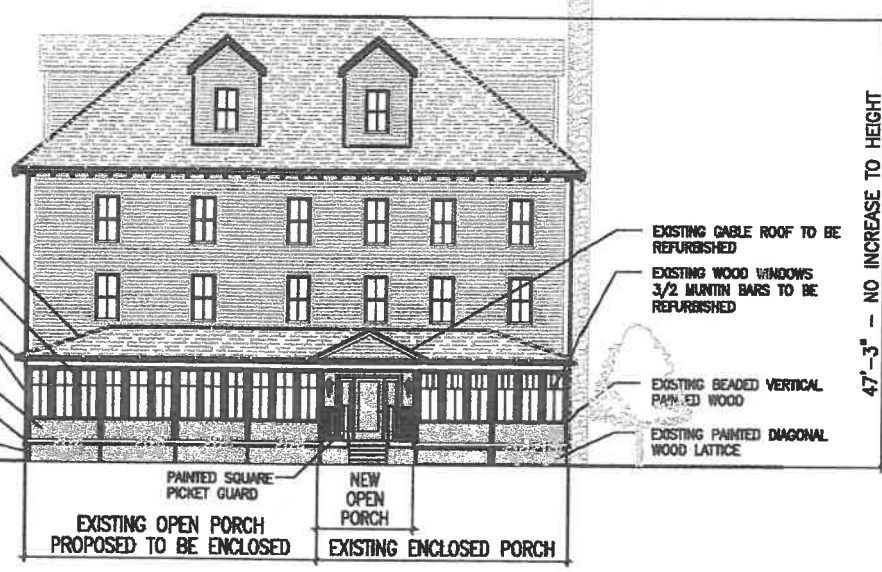 47'-3" - NO INCREASE TO HEIGHT
EXISTING GABLE ROOF TO BE
REFURBISHED
EXISTING WOOD WINDOWS
3/2 MUNTIN BARS TO BE
REFURBISHED
EXISTING BEADED VERTICAL
PAINTED WOOD
EXISTING PAINTED DIAGONAL
WOOD LATTICE
PAINTED SQUARE
PICKET GUARD
NEW
OPEN
PORCH
EXISTING OPEN PORCH
PROPOSED TO BE ENCLOSED
EXISTING ENCLOSED PORCH